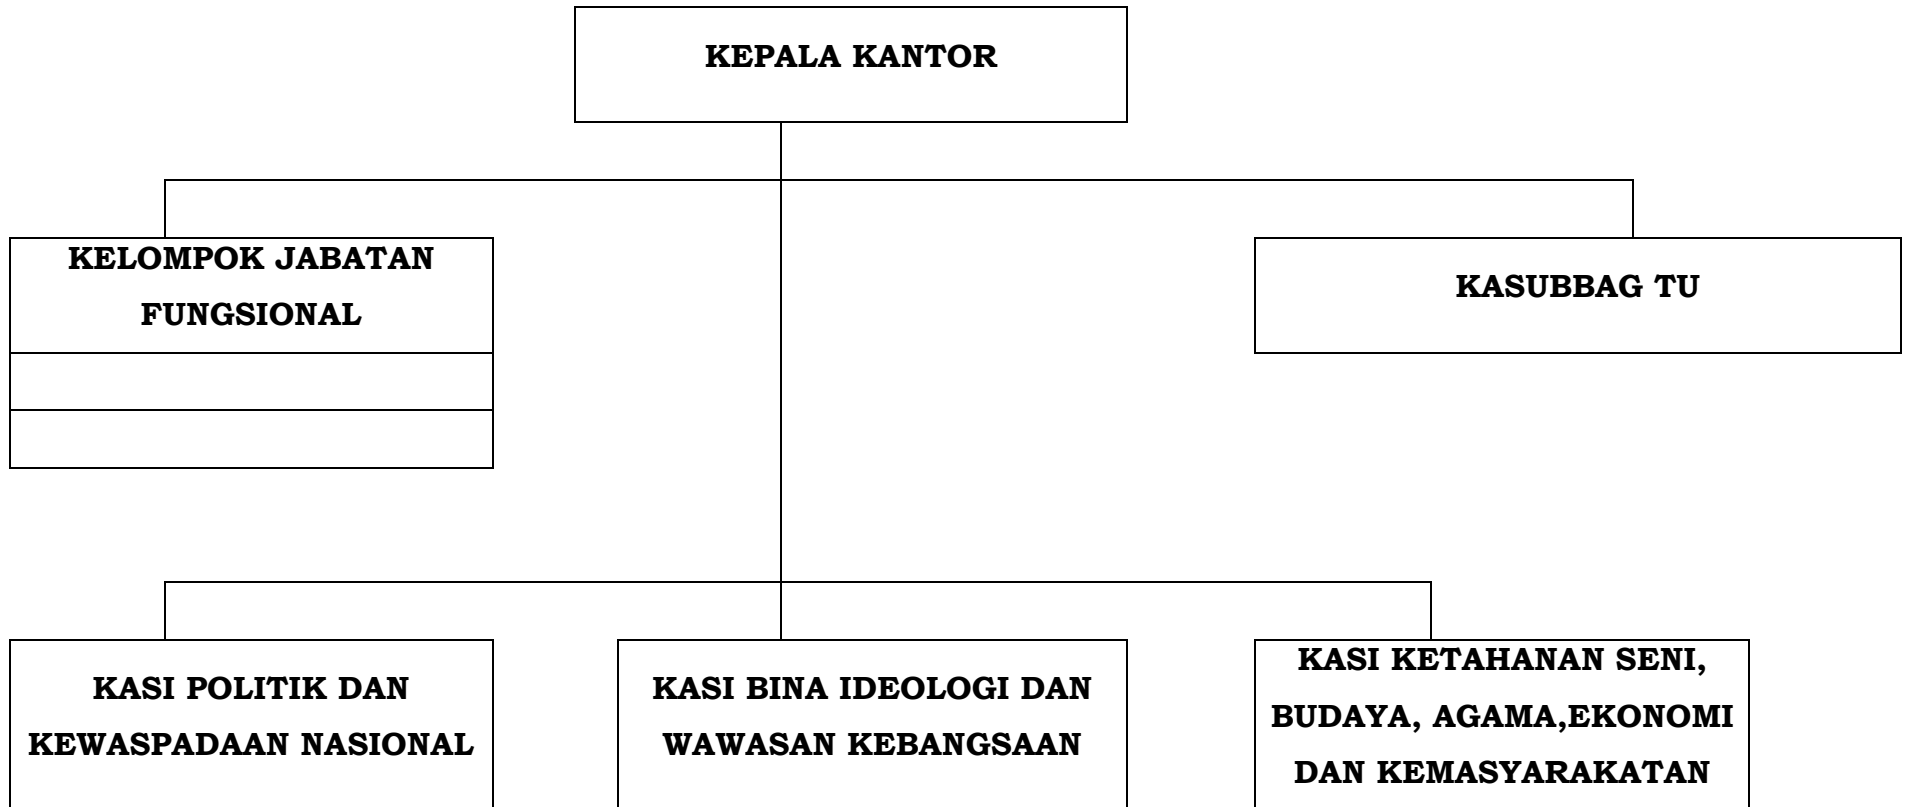 KEPALA KANTOR
KELOMPOK JABATAN
FUNGSIONAL
KASUBBAG TU
KASI POLITIK DAN
KEWASPADAAN NASIONAL
KASI BINA IDEOLOGI DAN
WAWASAN KEBANGSAAN
KASI KETAHANAN SENI,
BUDAYA, AGAMA,EKONOMI
DAN KEMASYARAKATAN